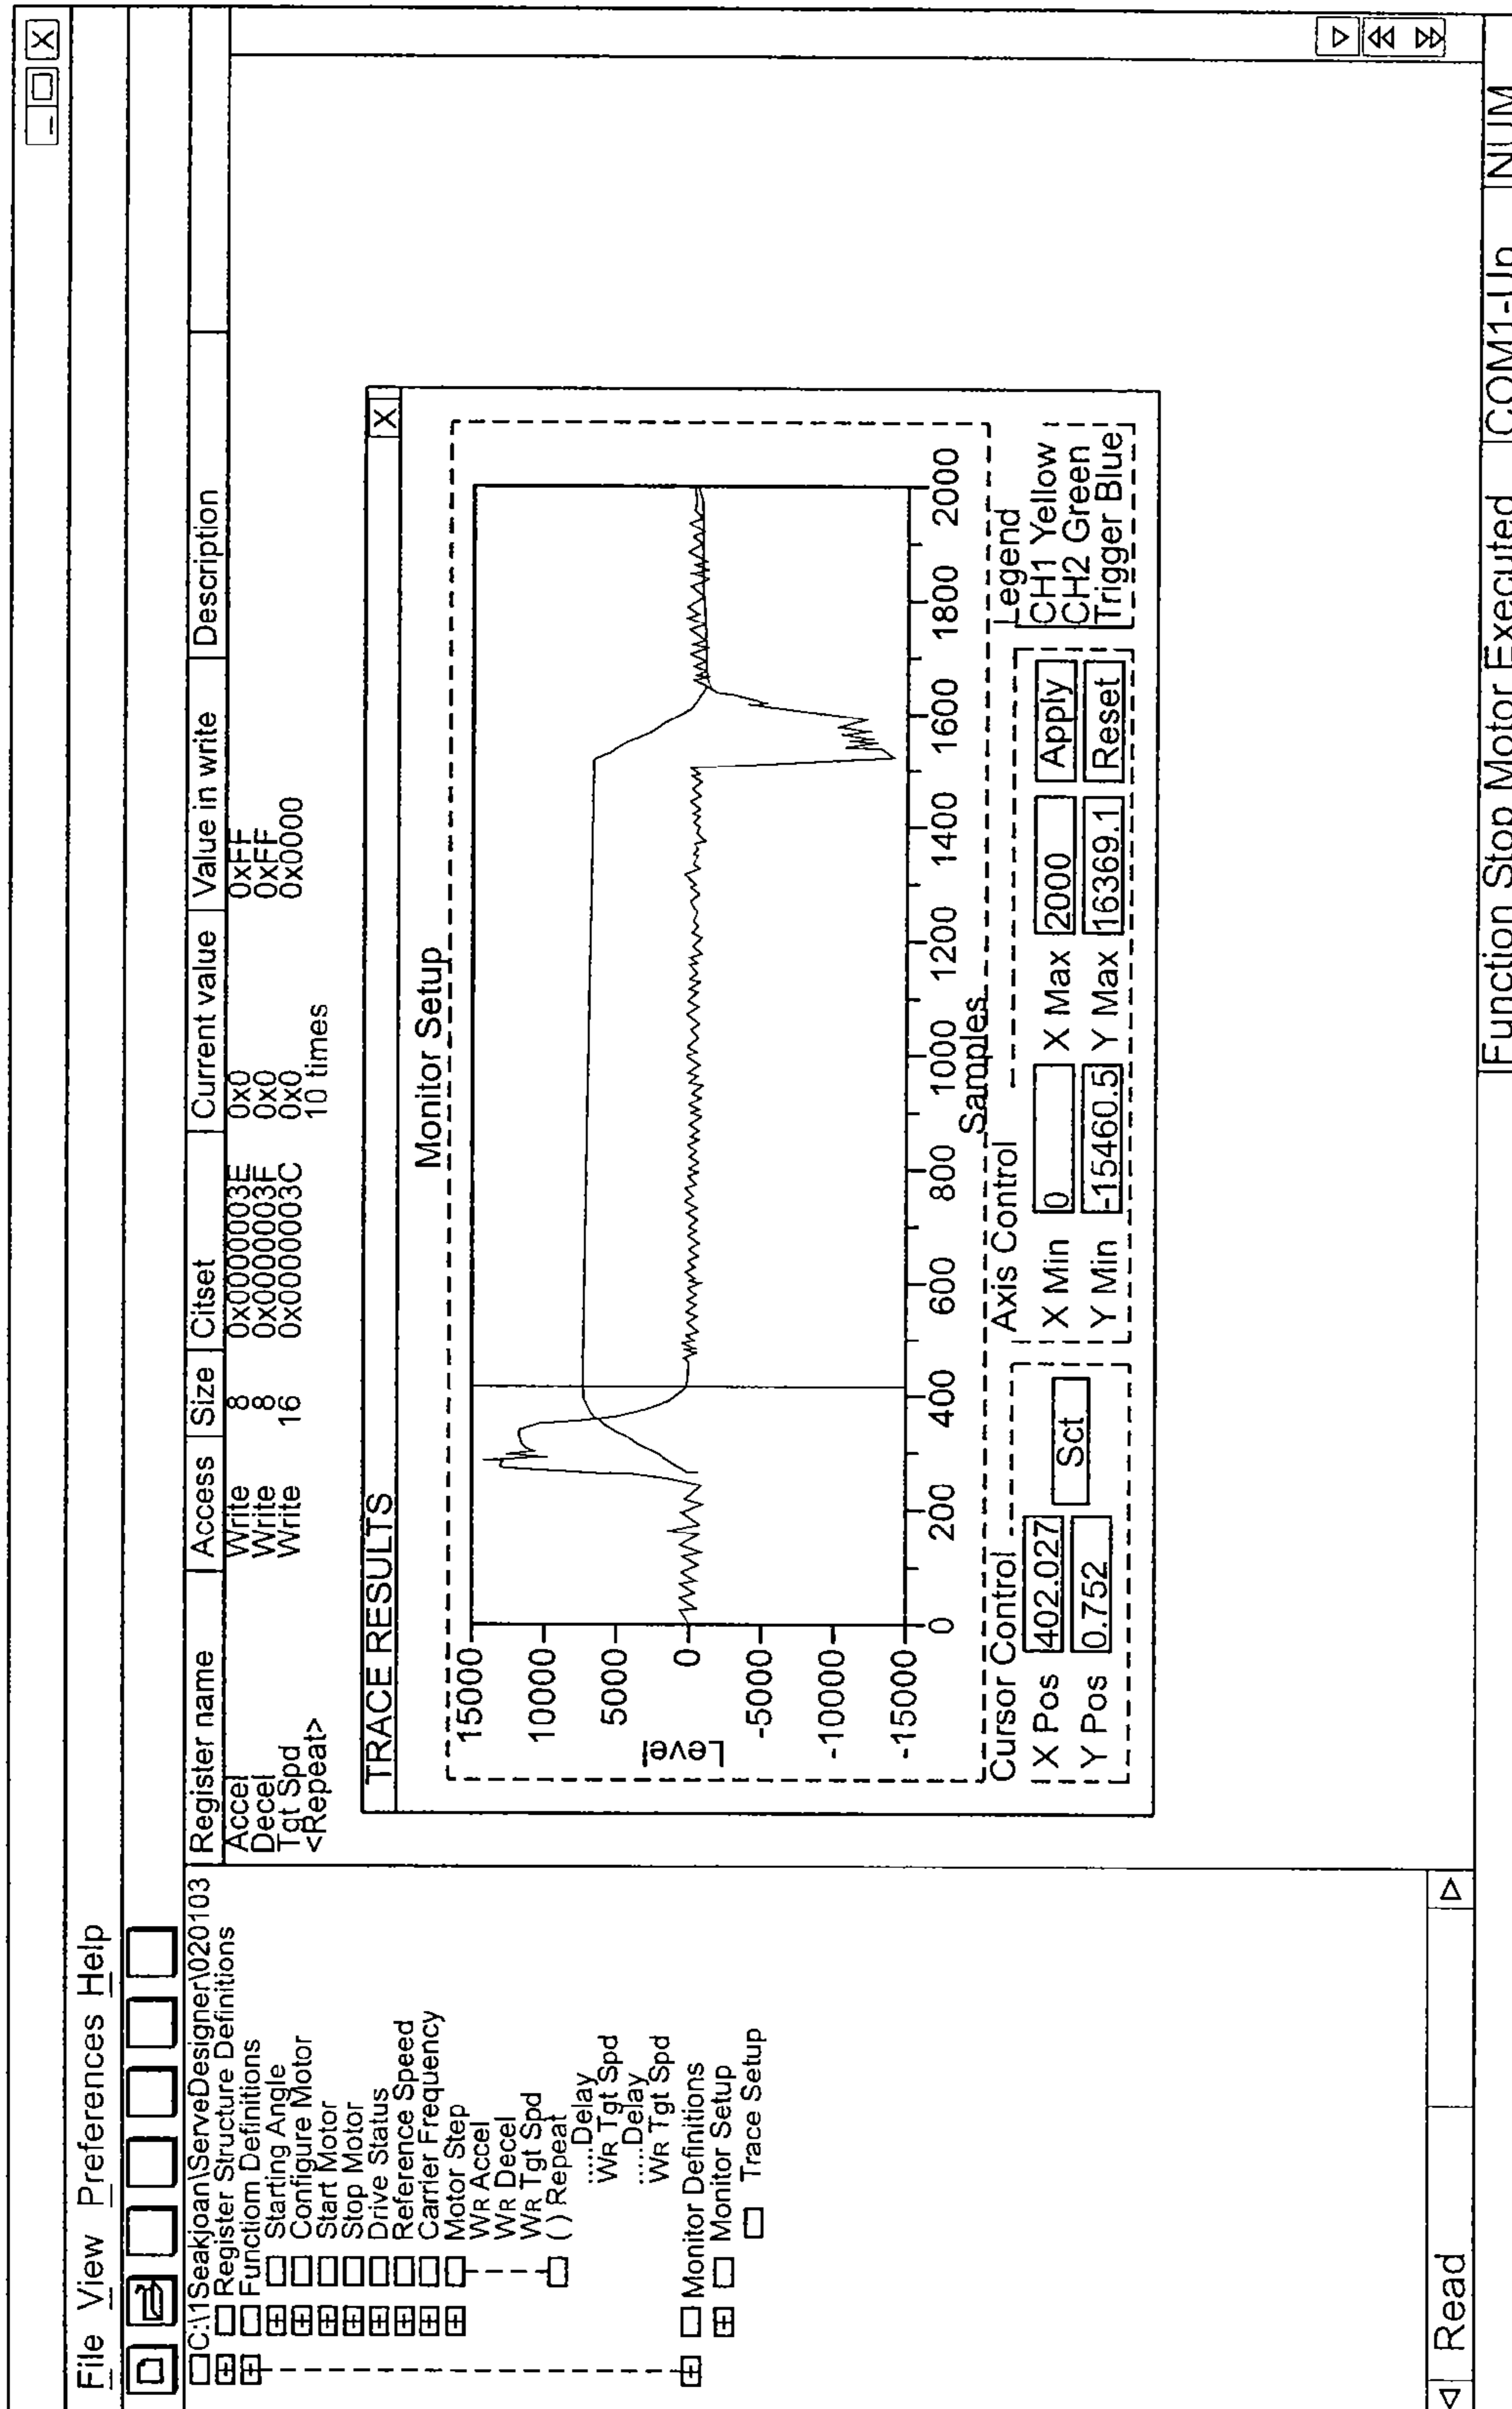 File View Preferences Help
C:\1Seakjoan\ServeDesigner\020103
Register Structure Definitions
Functiom Definitions
Starting Angle
Configure Motor
Start Motor
Stop Motor
Drive Status
Reference Speed
Carrier Frequency
Motor Step
WR Accel
WR Decel
WR Tgt Spd
( ) Repeat
.....Delay
WR Tgt Spd
.....Delay
WR Tgt Spd
Monitor Definitions
Monitor Setup
Trace Setup
Read
Register name Access Size Citset Current value Value in write Description
Accel Write 8 0x0000003E 0x0 0xFF
Decel Write 8 0x0000003F 0x0 0xFF
Tgt Spd Write 16 0x0000003C 0x0 0x0000
<Repeat> 10 times
TRACE RESULTS X
Monitor Setup
15000
10000
5000
0
-5000
-10000
-15000
Level
0 200 400 600 800 1000 1200 1400 1600 1800 2000
Samples
Cursor Control
X Pos 402.027
Y Pos 0.752
Sct
Axis Control
X Min 0 X Max 2000 Apply
Y Min -15460.5 Y Max 16369.1 Reset
Legend
CH1 Yellow
CH2 Green
Trigger Blue
Function Stop Motor Executed COM1-Up NUM